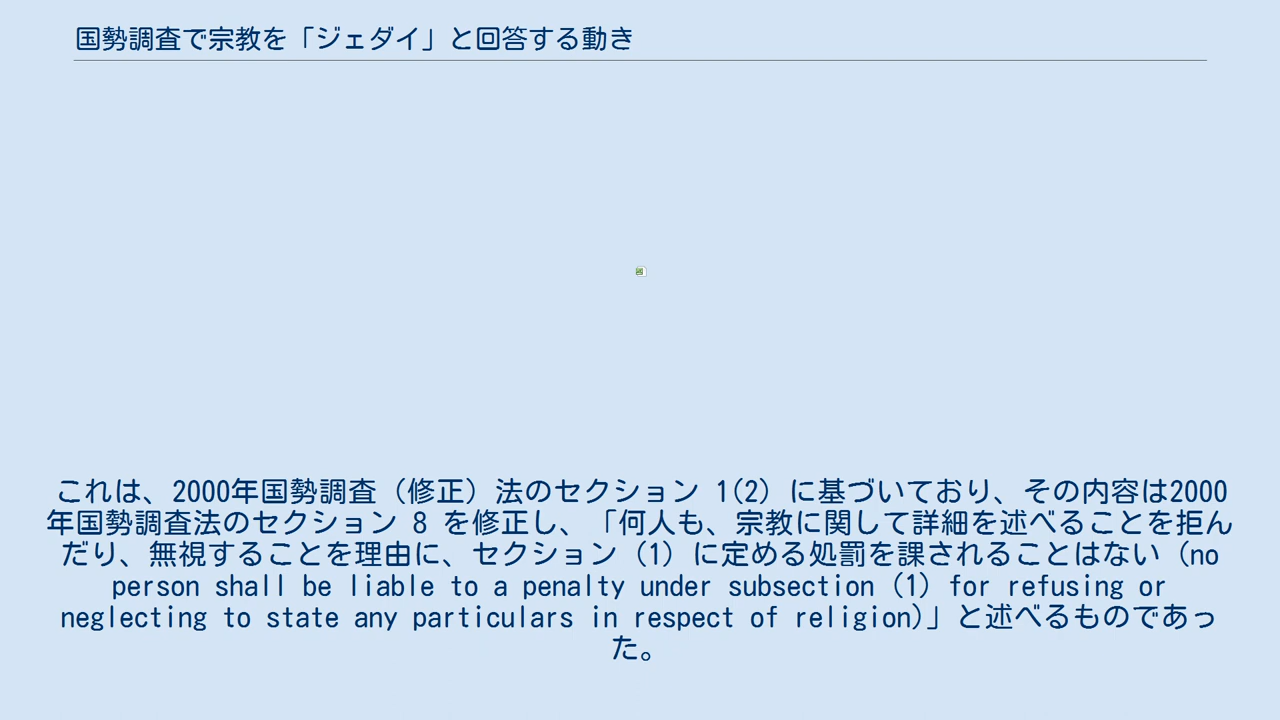 国勢調査で宗教を「ジェダイ」と回答する動き
これは、2000年国勢調査（修正）法のセクション 1(2) に基づいており、その内容は2000
年国勢調査法のセクション 8 を修正し、「何人も、宗教に関して詳細を述べることを拒ん
だり、無視することを理由に、セクション (1) に定める処罰を課されることはない（no
person shall be liable to a penalty under subsection (1) for refusing or
neglecting to state any particulars in respect of religion)」と述べるものであっ
た。